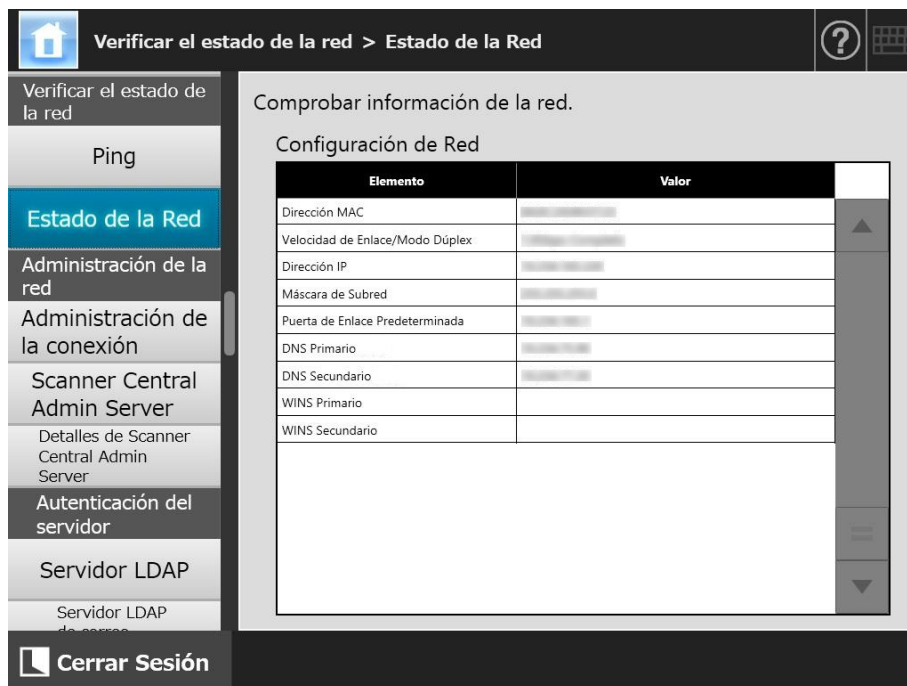 Verificar el estado de la red > Estado de la Red
?
Verificar el estado de
la red
Ping
Estado de la Red
Administración de la
red
Administración de
la conexión
Scanner Central
Admin Server
Detalles de Scanner
Central Admin
Server
Autenticación del
servidor
Servidor LDAP
Servidor LDAP
Cerrar Sesión
Comprobar información de la red.
Configuración de Red
Elemento Valor
Dirección MAC
Velocidad de Enlace/Modo Dúplex
Dirección IP
Máscara de Subred
Puerta de Enlace Predeterminada
DNS Primario
DNS Secundario
WINS Primario
WINS Secundario